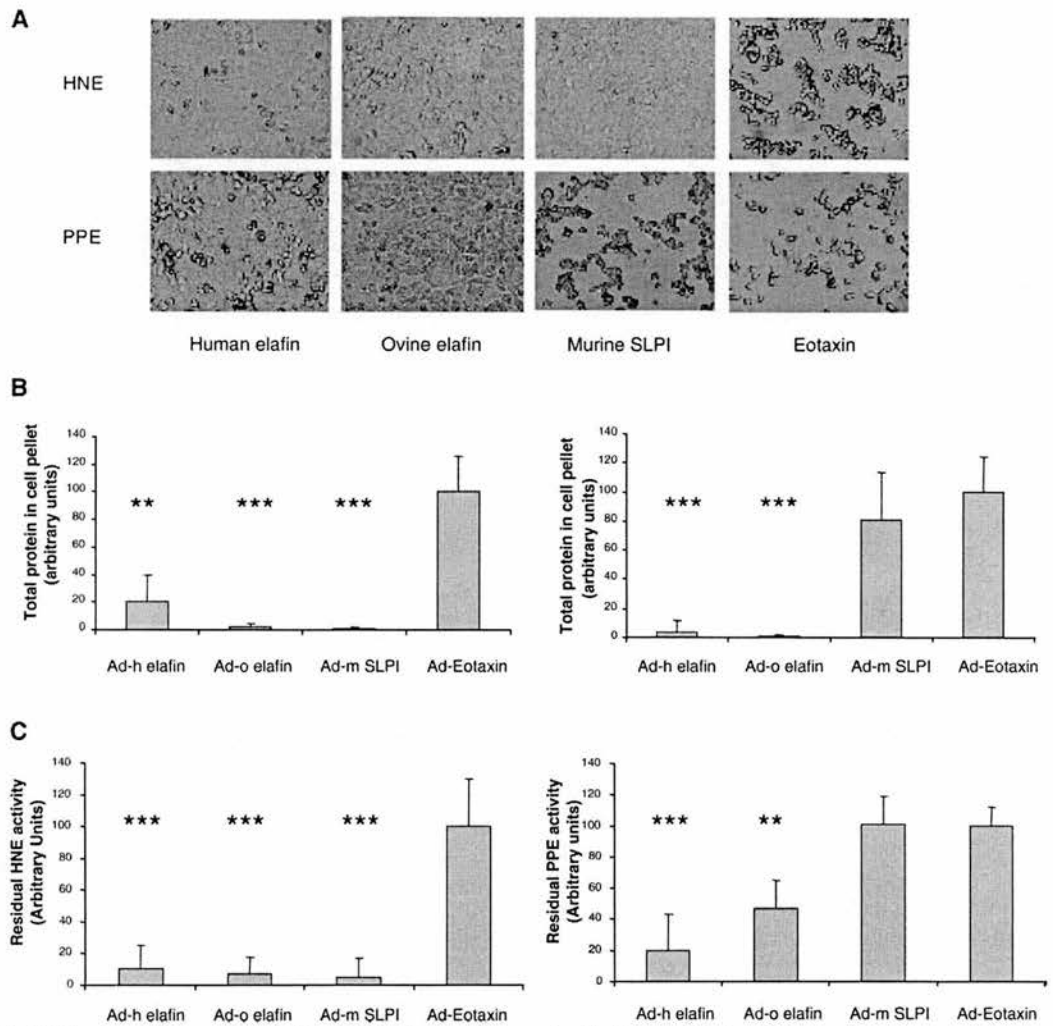 A
HNE
PPE
Human elafin Ovine elafin Murine SLPI Eotaxin
B
Total protein in cell pellet
(arbitrary units)
140
120
100
80
60
40
20
0
** *** ***
Ad-h elafin Ad-o elafin Ad-m SLPI Ad-Eotaxin
Total protein in cell pellet
(arbitrary units)
140
120
100
80
60
40
20
0
*** ***
Ad-h elafin Ad-o elafin Ad-m SLPI Ad-Eotaxin
C
Residual HNE activity
(Arbitrary Units)
140
120
100
80
60
40
20
0
*** *** ***
Ad-h elafin Ad-o elafin Ad-m SLPI Ad-Eotaxin
Residual PPE activity
(Arbitrary units)
140
120
100
80
60
40
20
0
*** **
Ad-h elafin Ad-o elafin Ad-m SLPI Ad-Eotaxin